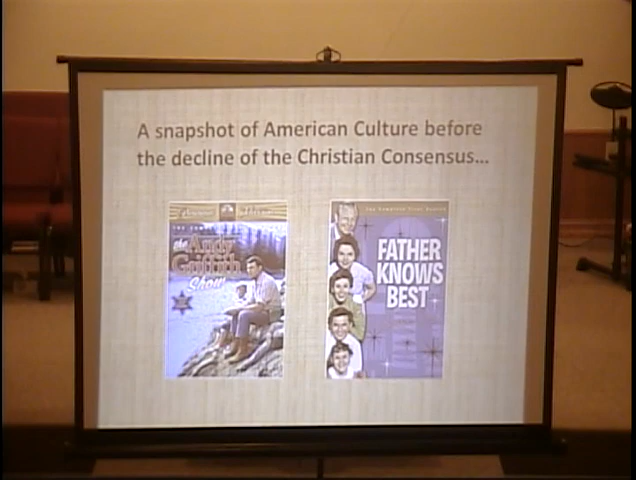 A snapshot of American Culture before
the decline of the Christian Consensus...
the
Andy
Griffith
Show
FATHER
KNOWS
BEST